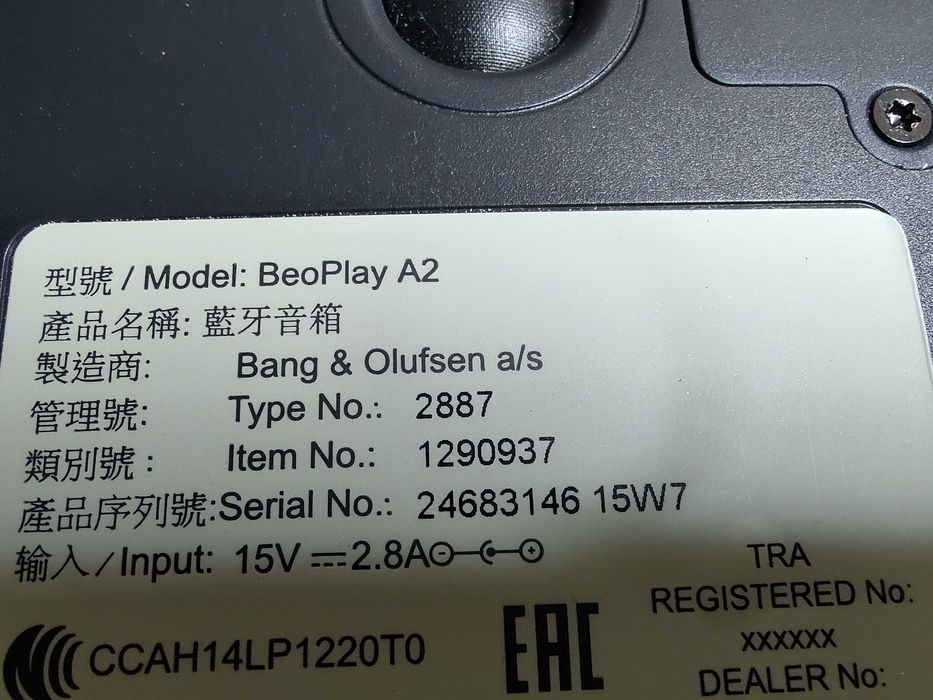 型號 / Model: BeoPlay A2
產品名稱: 藍牙音箱
製造商: Bang & Olufsen a/s
管理號: Type No.: 2887
類別號 : Item No.: 1290937
產品序列號:Serial No.: 24683146 15W7
输入/Input: 15V 2.8A
TRA
REGISTERED No:
xxxxxx
DEALER No:
CCAH14LP1220T0
EAC